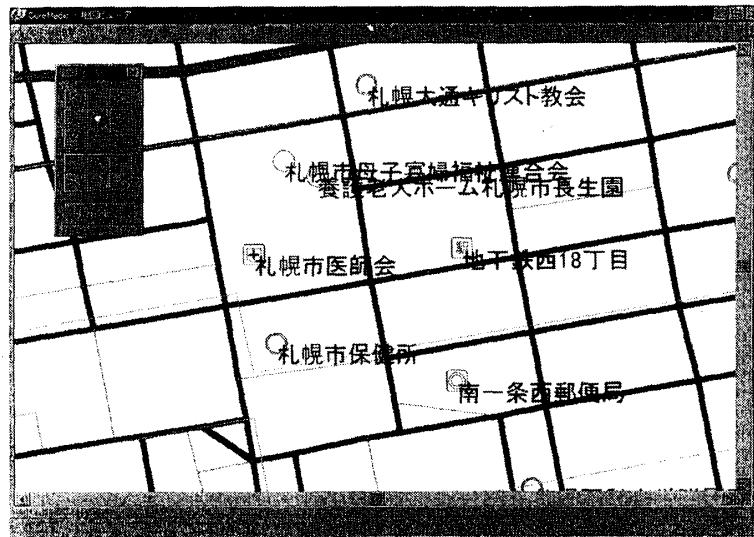 札幌大通キリスト教会
札幌市母子寡婦福祉連合会
養護老人ホーム札幌市長生園
札幌市医師会
駅
地下鉄西18丁目
札幌市保健所
南一条西郵便局